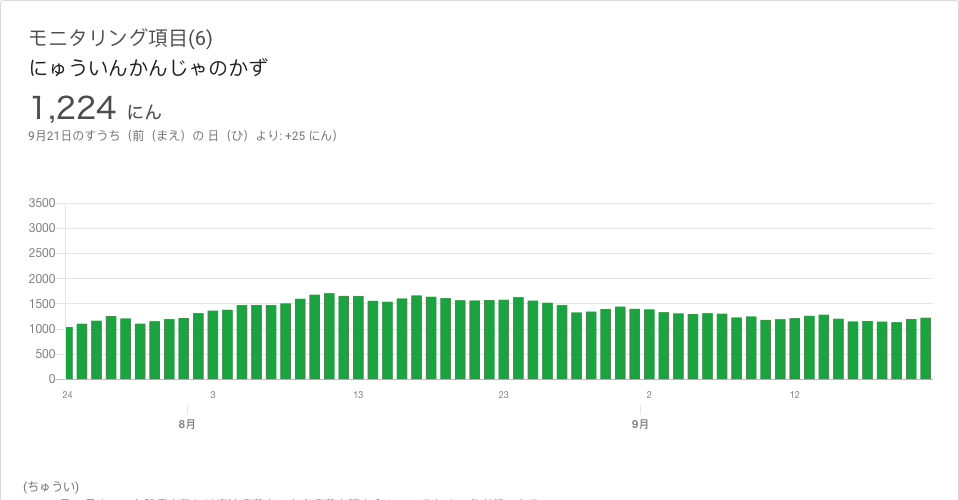 モニタリング項目(6)
にゅういんかんじゃのかず
1,224 にん
9月21日のすうち（前（まえ）の 日（ひ）より: +25 にん）
3500
3000
2500
2000
1500
1000
500
0
24 3 13 23 2 12
8月 9月
(ちゅうい)